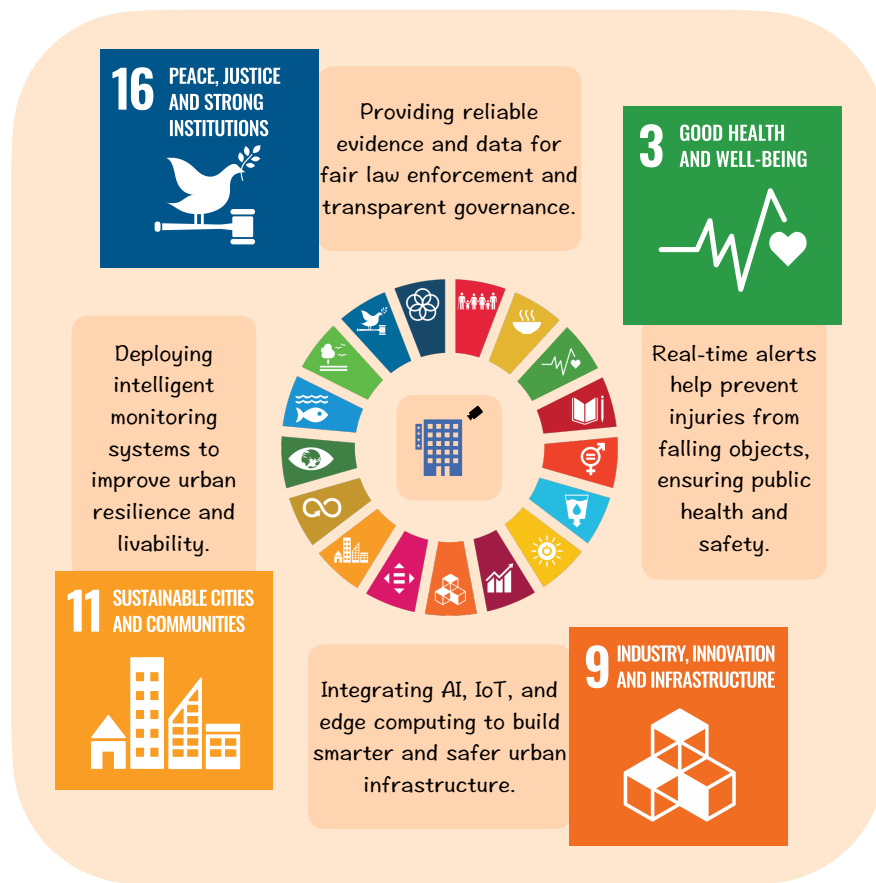 16 PEACE, JUSTICE
AND STRONG
INSTITUTIONS
Providing reliable
evidence and data for
fair law enforcement and
transparent governance.
3 GOOD HEALTH
AND WELL-BEING
Real-time alerts
help prevent
injuries from
falling objects,
ensuring public
health and
safety.
Deploying
intelligent
monitoring
systems to
improve urban
resilience and
livability.
11 SUSTAINABLE CITIES
AND COMMUNITIES
Integrating AI, IoT, and
edge computing to build
smarter and safer urban
infrastructure.
9 INDUSTRY, INNOVATION
AND INFRASTRUCTURE